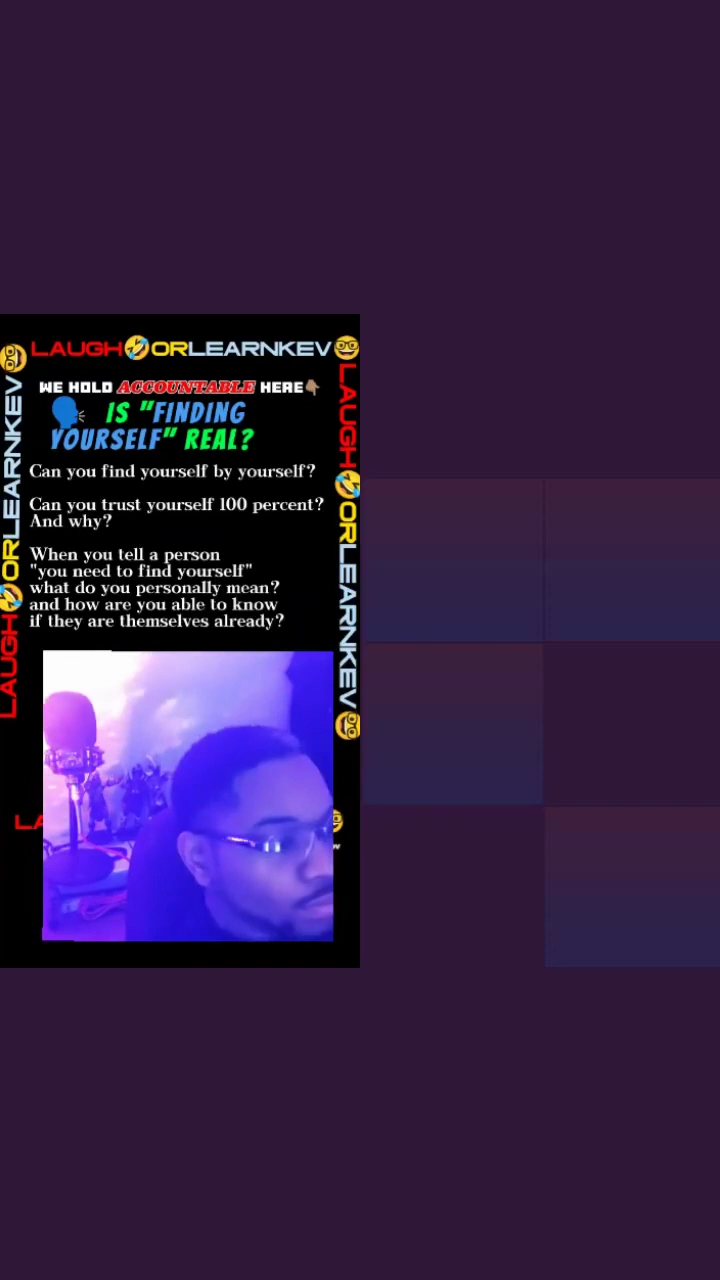 LAUGH🤣ORLEARNKEV🤓
LAUGH🤣ORLEARNKEV🤓
LAUGH🤣ORLEARNKEV🤓
WE HOLD ACCOUNTABLE HERE👇🏽
🗣 IS "FINDING
YOURSELF" REAL?
Can you find yourself by yourself?
Can you trust yourself 100 percent?
And why?
When you tell a person
"you need to find yourself"
what do you personally mean?
and how are you able to know
if they are themselves already?
LA